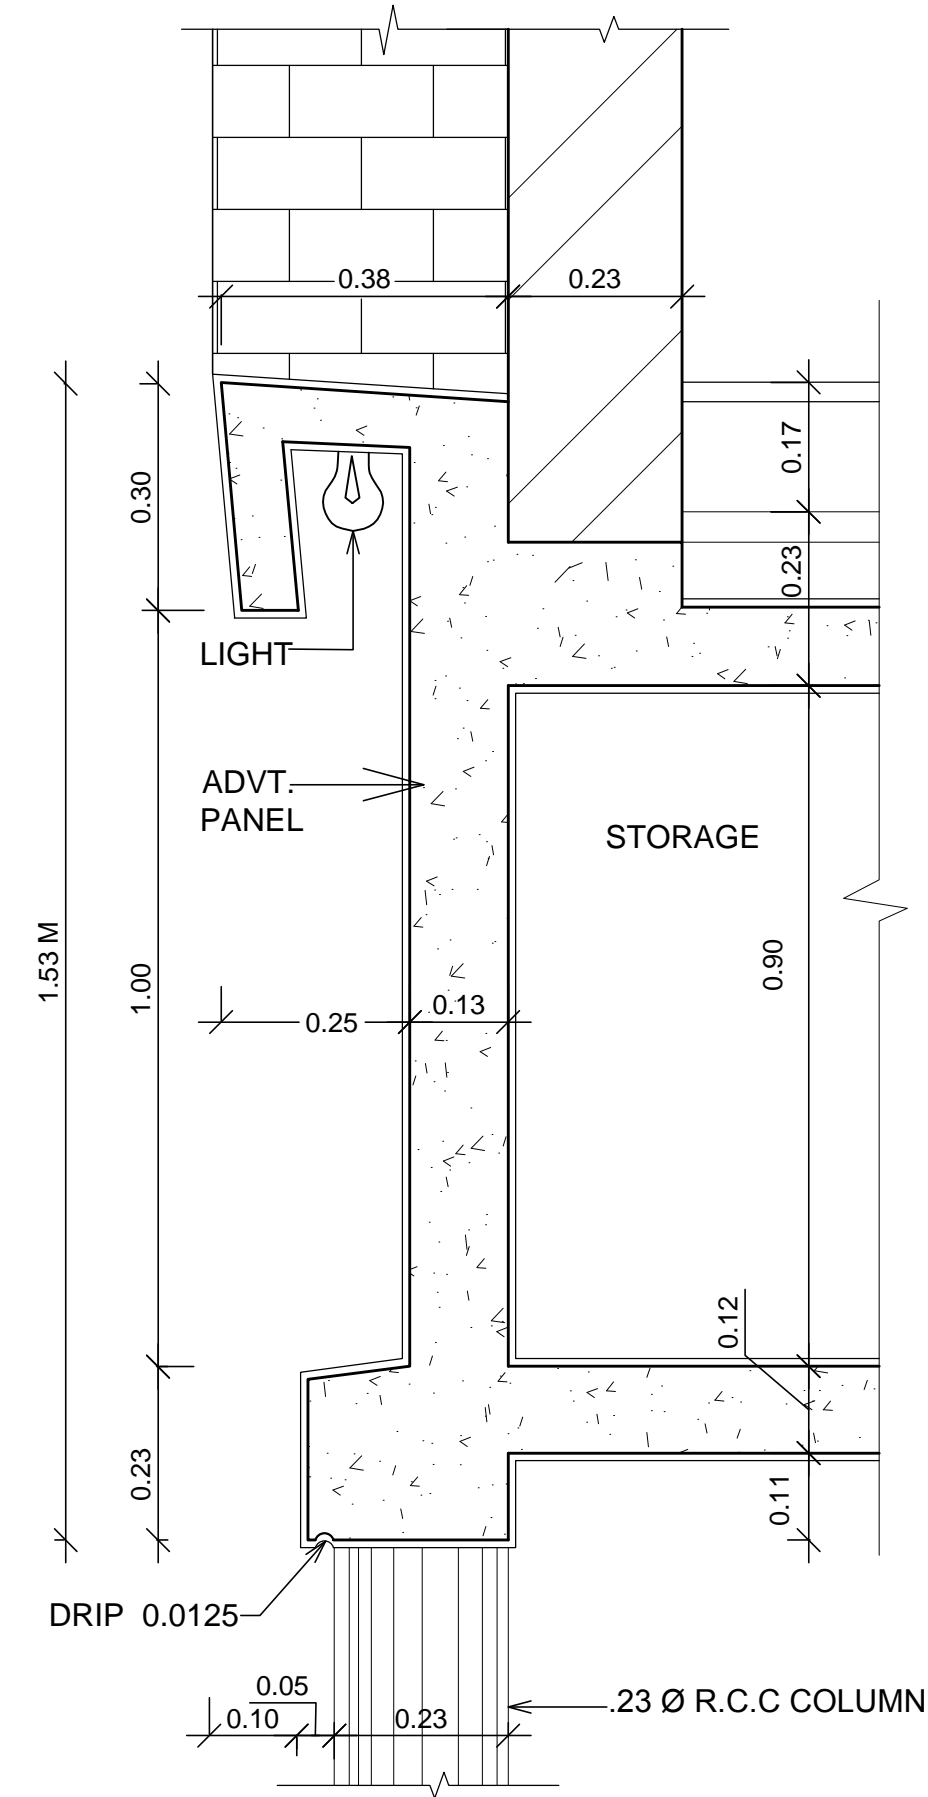 0.38
0.23
0.17
0.30
0.23
LIGHT
ADVT.
PANEL
STORAGE
1.53 M
1.00
0.90
0.25
0.13
0.12
0.23
0.11
DRIP 0.0125
0.05
0.10
0.23
.23 Ø R.C.C COLUMN